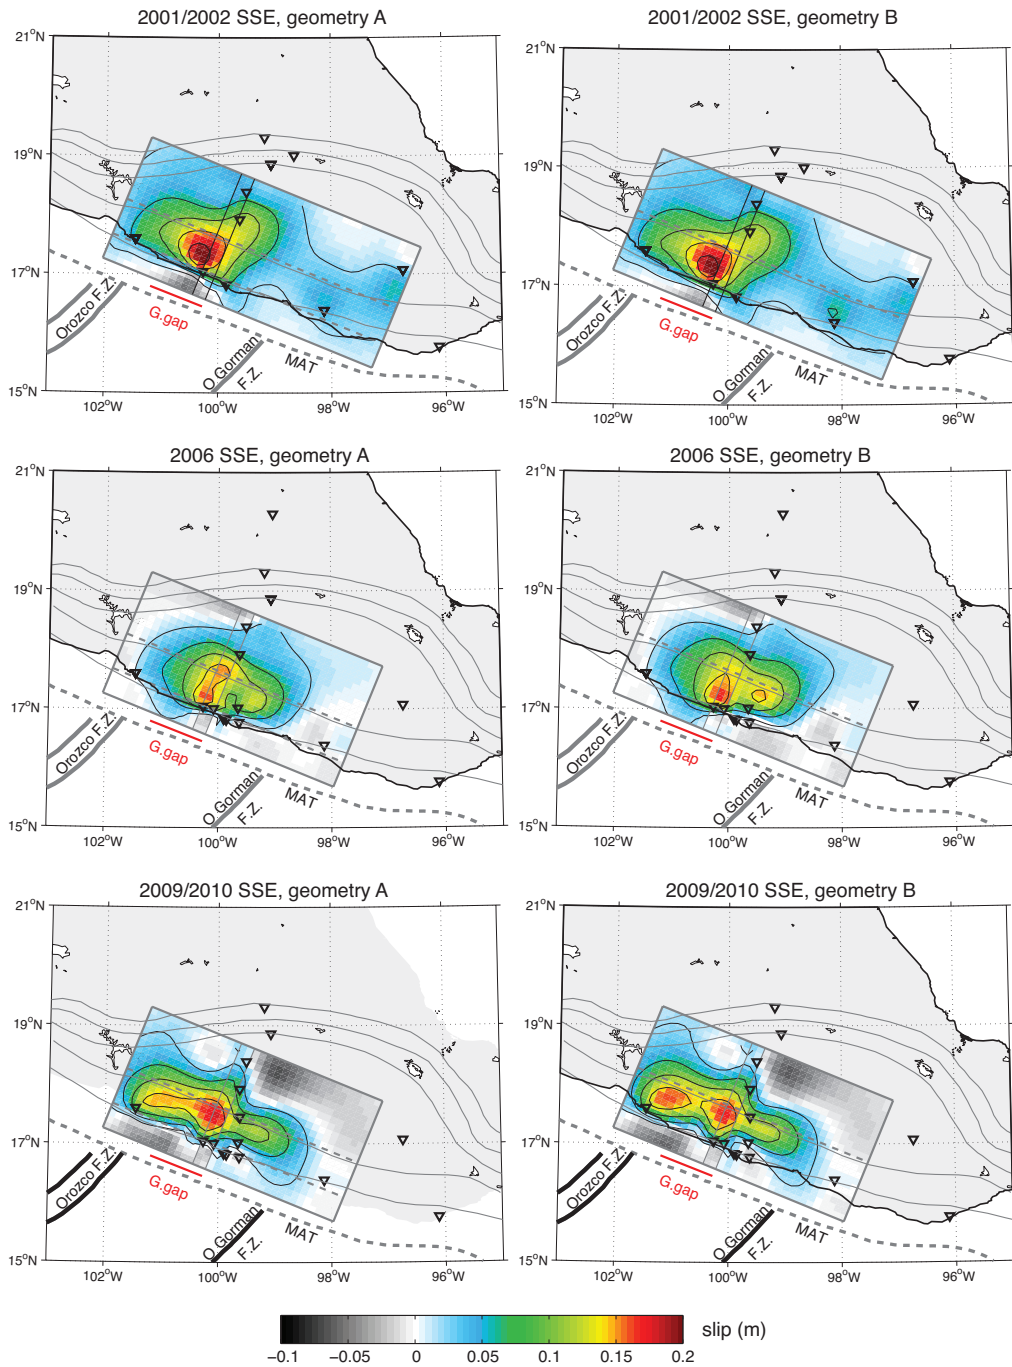 2001/2002 SSE, geometry A
21°N
19°N
17°N
15°N
102°W
100°W
98°W
96°W
Orozco F.Z.
G.gap
O Gorman
F.Z.
MAT
2001/2002 SSE, geometry B
21°N
19°N
17°N
15°N
102°W
100°W
98°W
96°W
Orozco F.Z.
G.gap
O Gorman
F.Z.
MAT
2006 SSE, geometry A
21°N
19°N
17°N
15°N
102°W
100°W
98°W
96°W
Orozco F.Z.
G.gap
O Gorman
F.Z.
MAT
2006 SSE, geometry B
21°N
19°N
17°N
15°N
102°W
100°W
98°W
96°W
Orozco F.Z.
G.gap
O Gorman
F.Z.
MAT
2009/2010 SSE, geometry A
21°N
19°N
17°N
15°N
102°W
100°W
98°W
96°W
Orozco F.Z.
G.gap
O Gorman
F.Z.
MAT
2009/2010 SSE, geometry B
21°N
19°N
17°N
15°N
102°W
100°W
98°W
96°W
Orozco F.Z.
G.gap
O Gorman
F.Z.
MAT
−0.1 −0.05 0 0.05 0.1 0.15 0.2
slip (m)